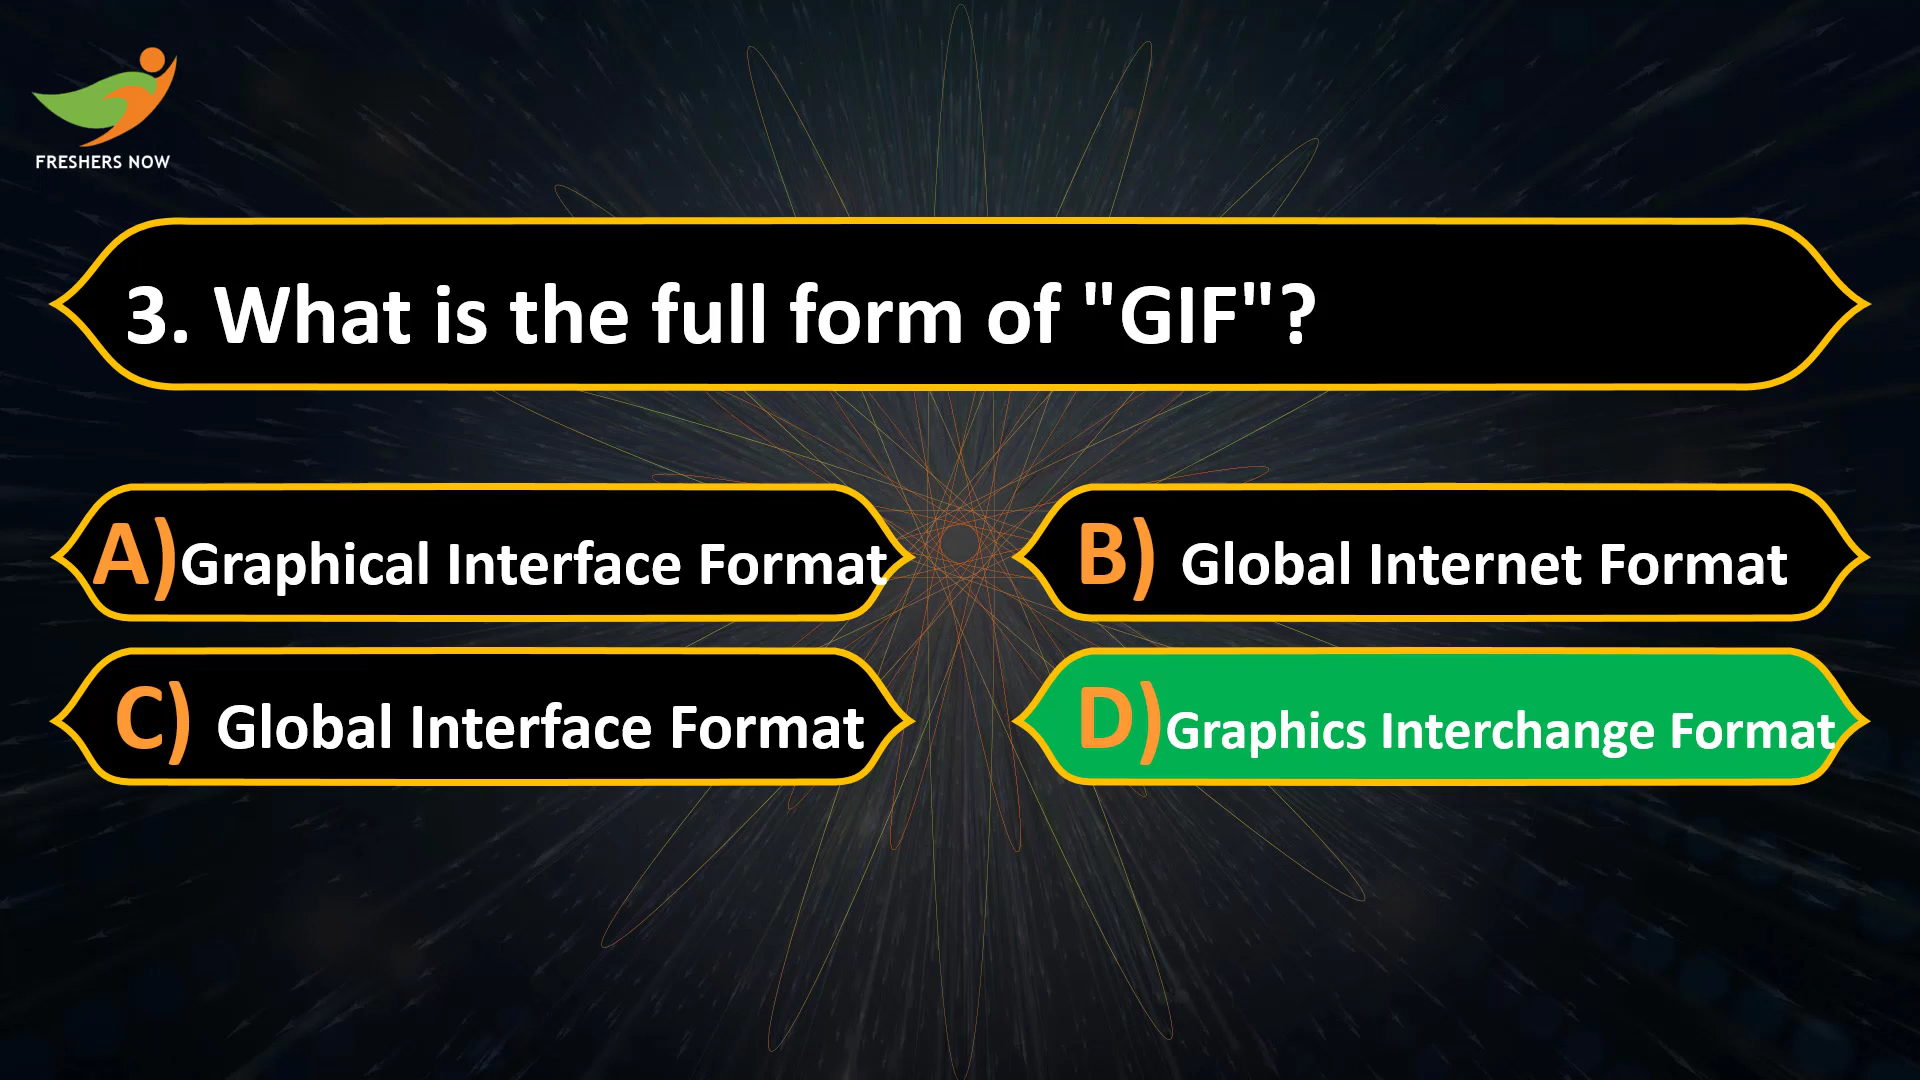 FRESHERS NOW
3. What is the full form of "GIF"?
A)Graphical Interface Format
B) Global Internet Format
C) Global Interface Format
D)Graphics Interchange Format